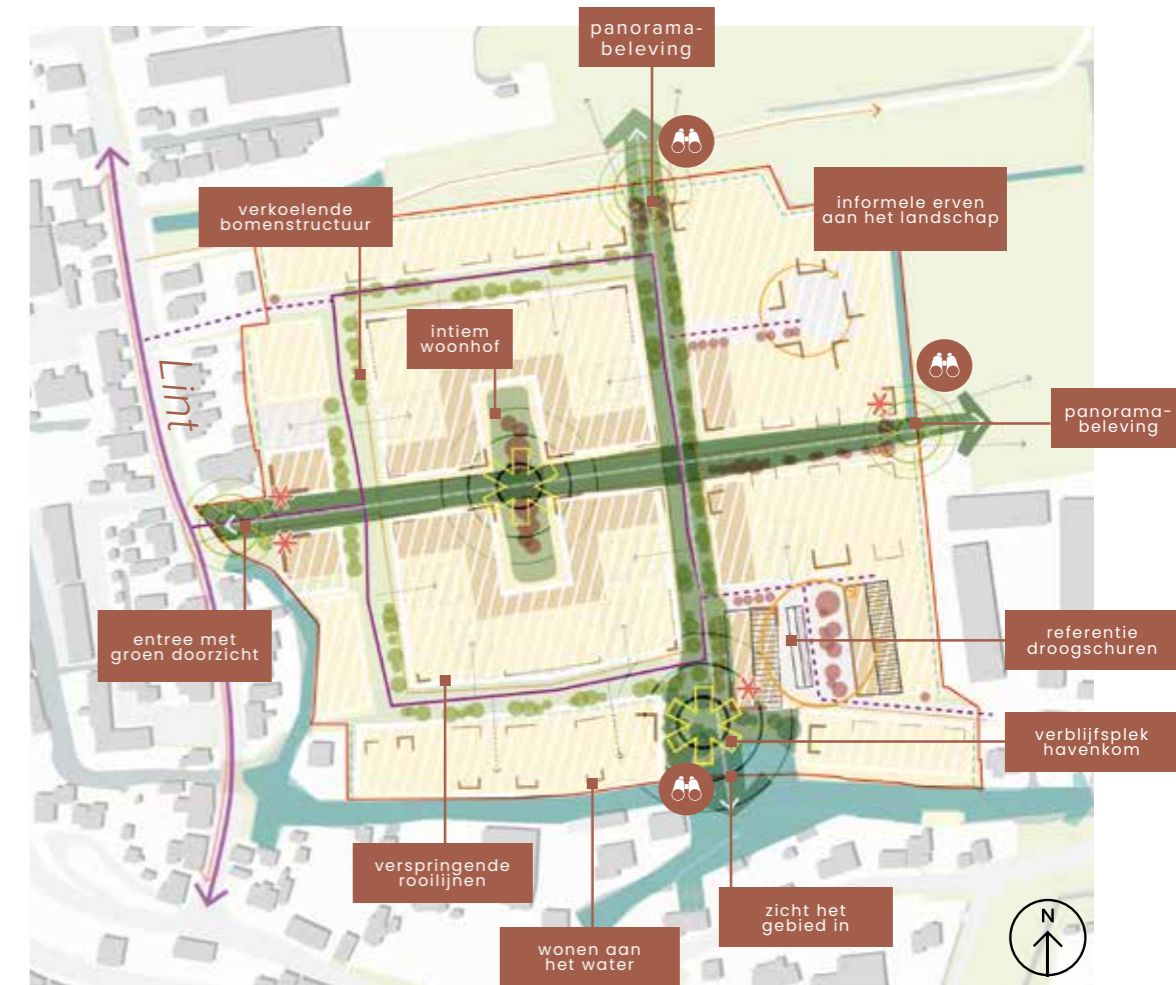 panorama-
beleving
verkoelende
bomenstructuur
informele erven
aan het landschap
intiem
woonhof
Lint
panorama-
beleving
entree met
groen doorzicht
referentie
droogschuren
verblijfsplek
havenkom
verspringende
rooilijnen
zicht het
gebied in
wonen aan
het water
N